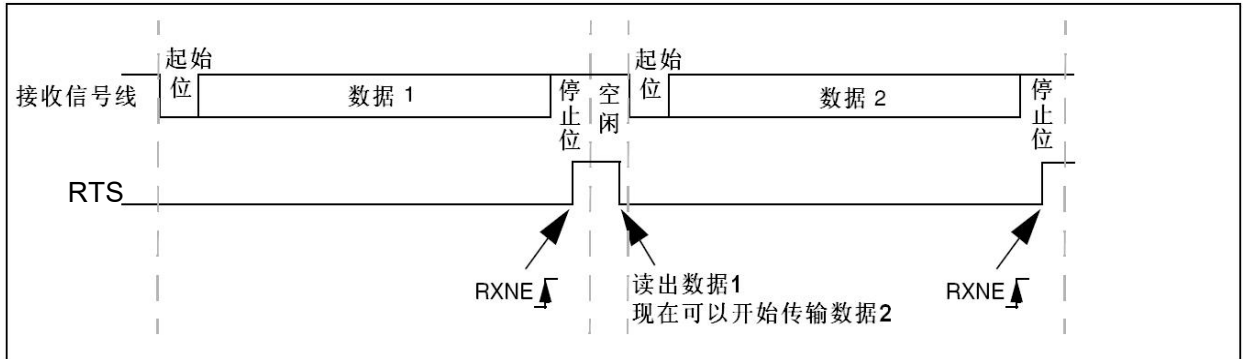 起始位
起始位
接收信号线
数据 1
停止位
空闲
数据 2
停止位
RTS
RXNE
读出数据1
现在可以开始传输数据2
RXNE